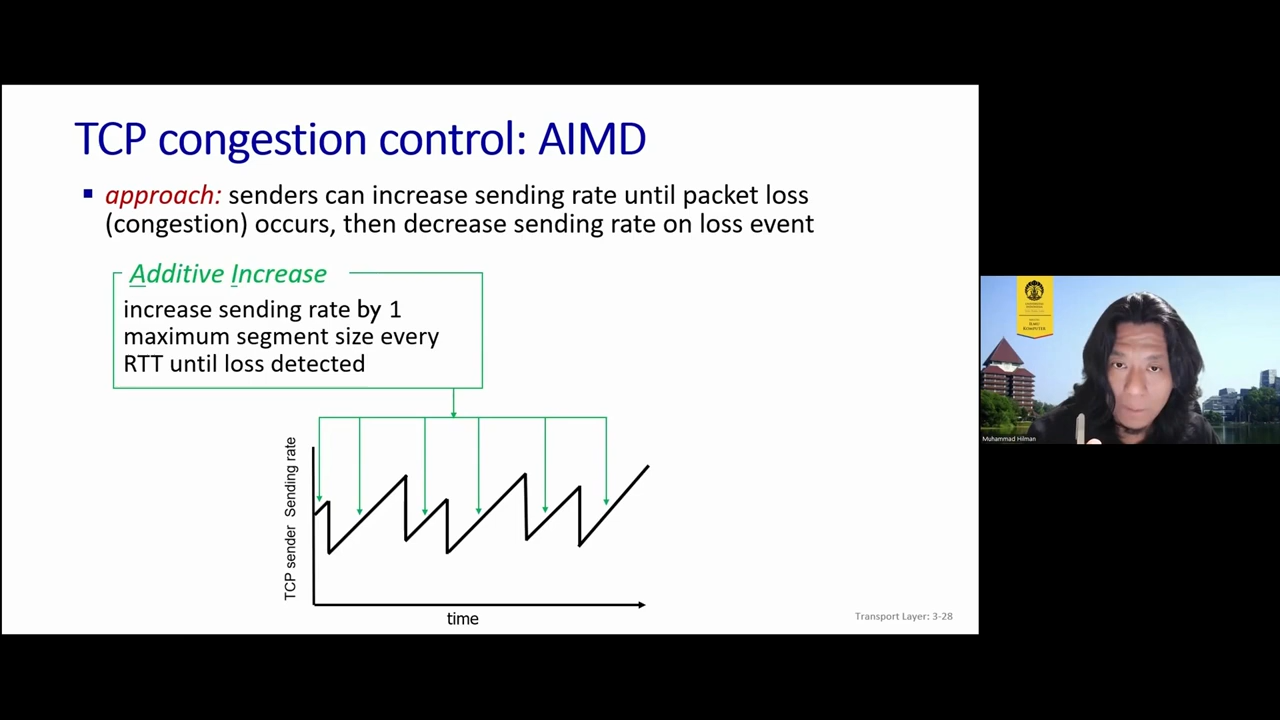 TCP congestion control: AIMD
approach: senders can increase sending rate until packet loss
(congestion) occurs, then decrease sending rate on loss event
Additive Increase
increase sending rate by 1
maximum segment size every
RTT until loss detected
TCP sender Sending rate
time
Transport Layer: 3-28
ILMU
KOMPUTER
Muhammad Hilman